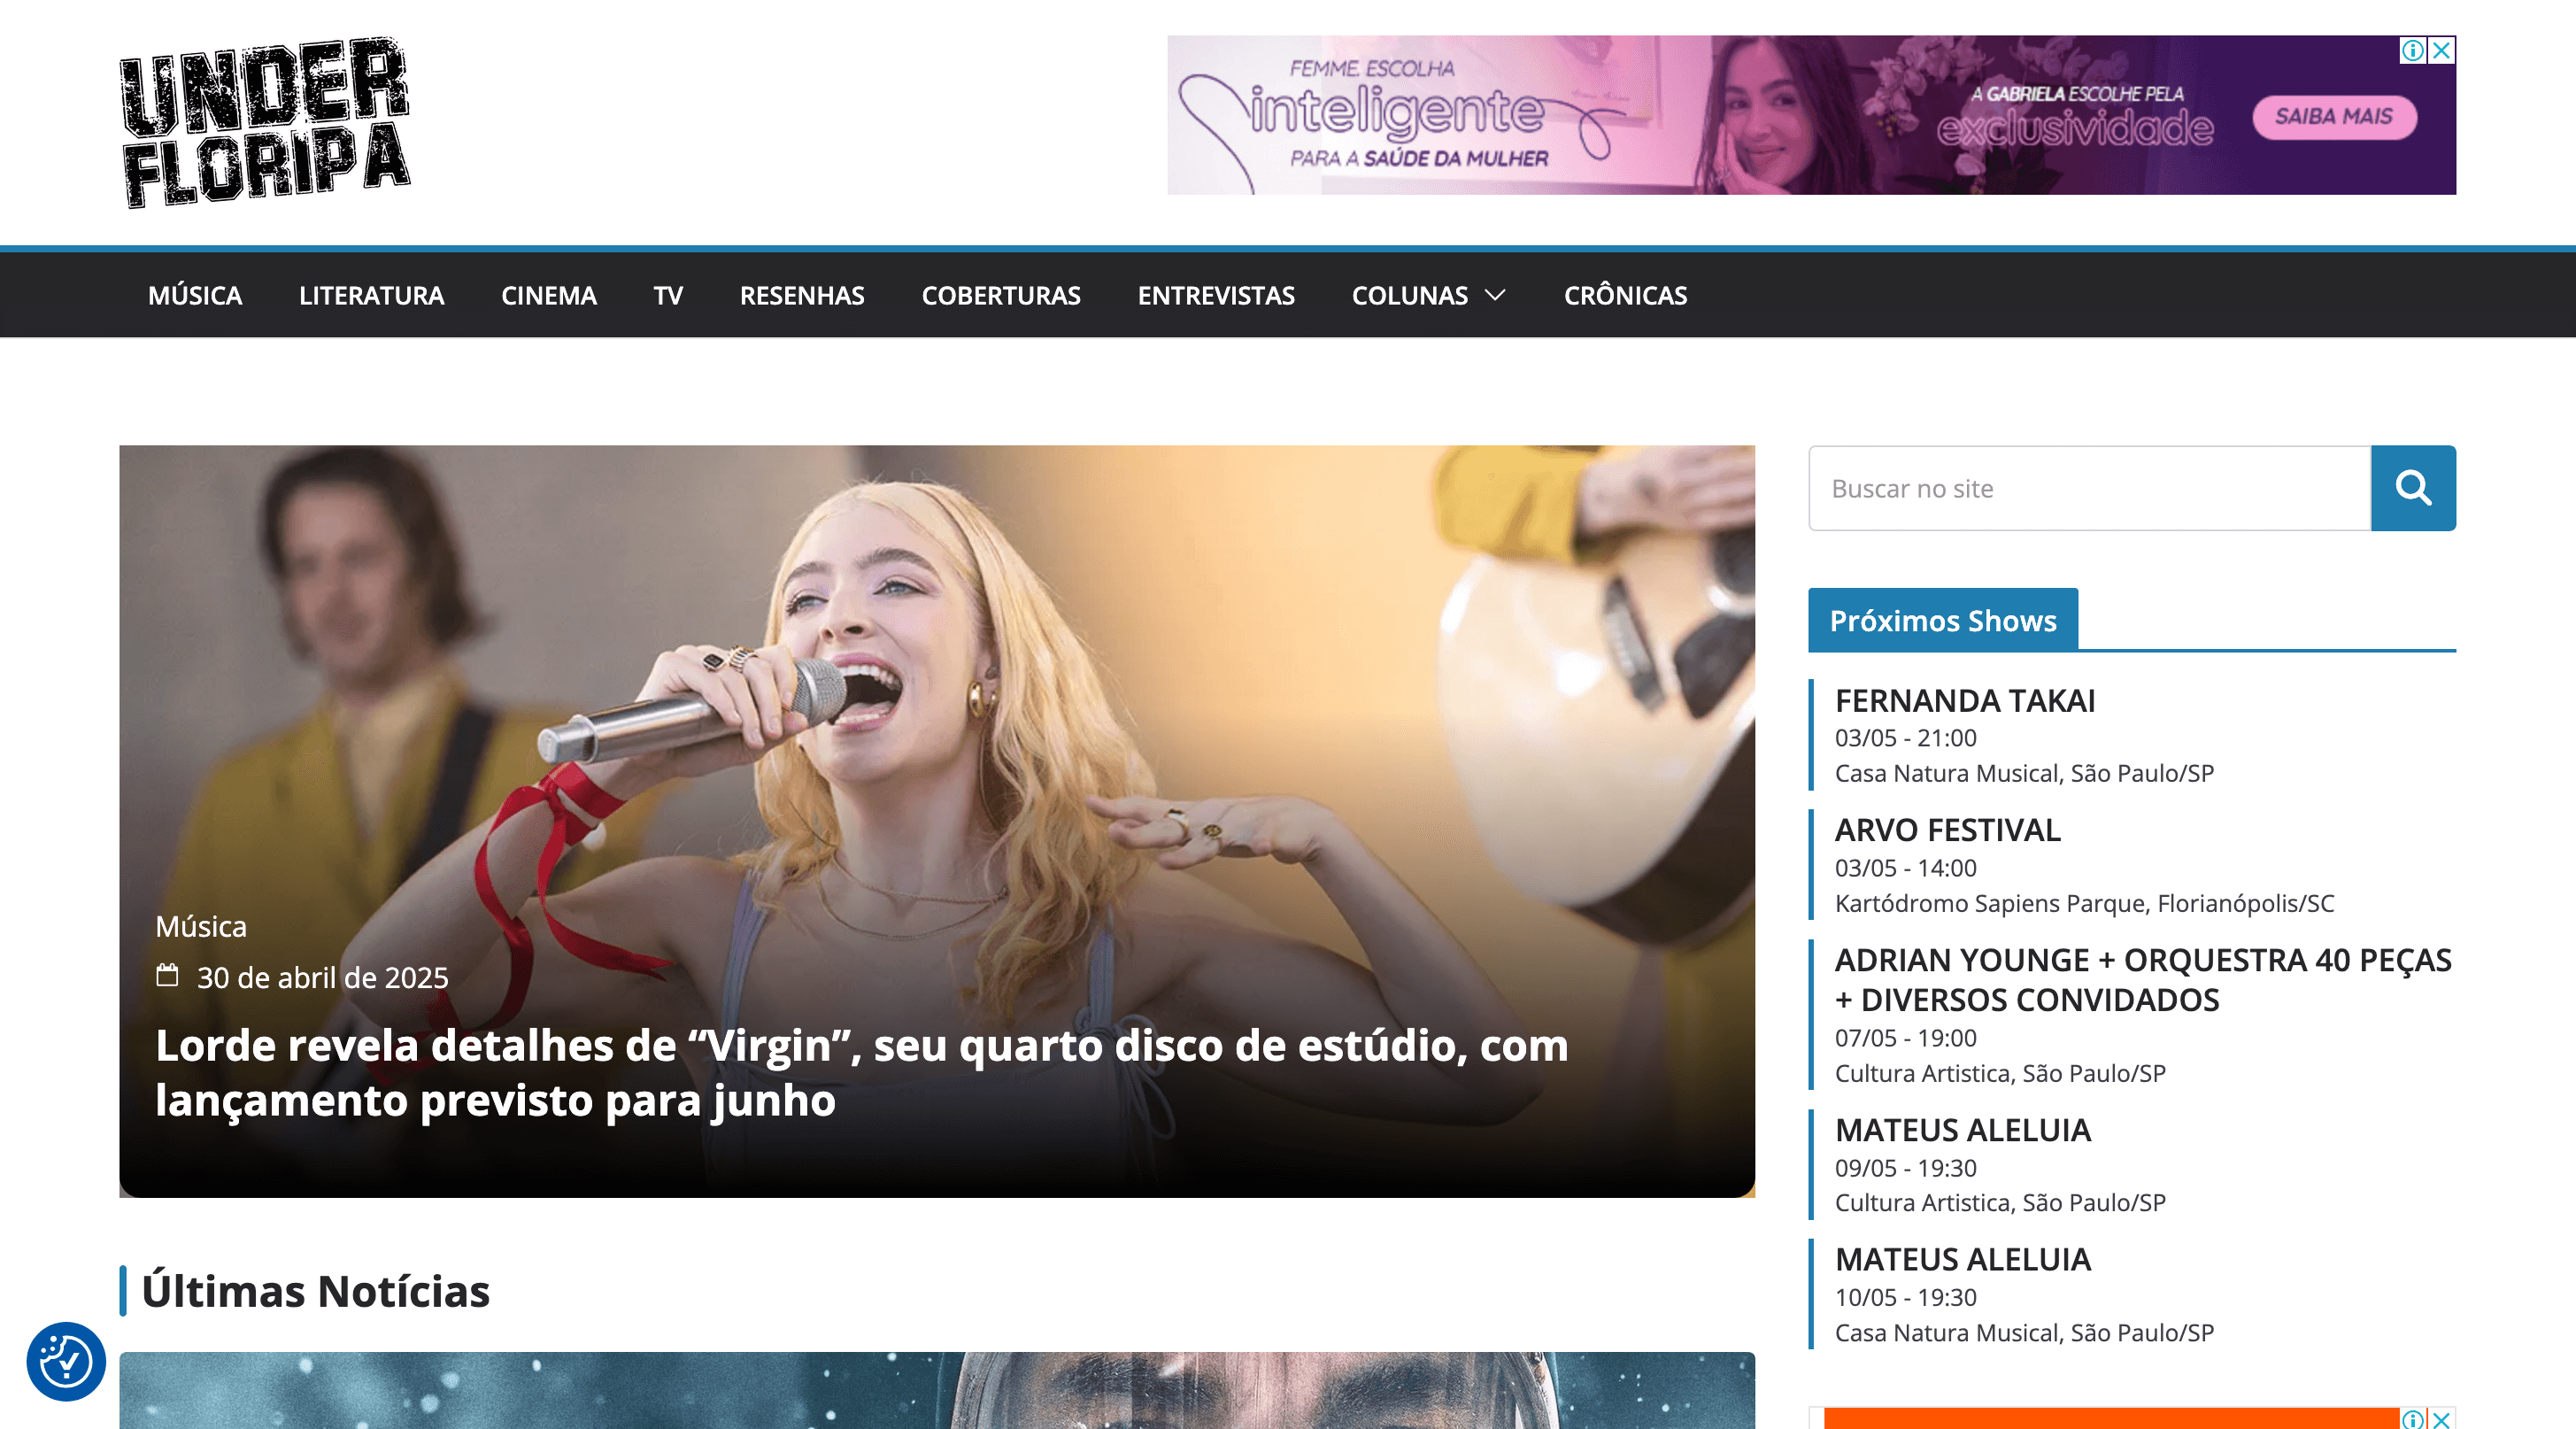 UNDER
FLORIPA
FEMME. ESCOLHA
inteligente
PARA A SAÚDE DA MULHER
A GABRIELA ESCOLHE PELA
exclusividade
SAIBA MAIS
MÚSICA LITERATURA CINEMA TV RESENHAS COBERTURAS ENTREVISTAS COLUNAS CRÔNICAS
Música
30 de abril de 2025
Lorde revela detalhes de “Virgin”, seu quarto disco de estúdio, com
lançamento previsto para junho
Últimas Notícias
Buscar no site
Próximos Shows
FERNANDA TAKAI
03/05 - 21:00
Casa Natura Musical, São Paulo/SP
ARVO FESTIVAL
03/05 - 14:00
Kartódromo Sapiens Parque, Florianópolis/SC
ADRIAN YOUNGE + ORQUESTRA 40 PEÇAS
+ DIVERSOS CONVIDADOS
07/05 - 19:00
Cultura Artistica, São Paulo/SP
MATEUS ALELUIA
09/05 - 19:30
Cultura Artistica, São Paulo/SP
MATEUS ALELUIA
10/05 - 19:30
Casa Natura Musical, São Paulo/SP